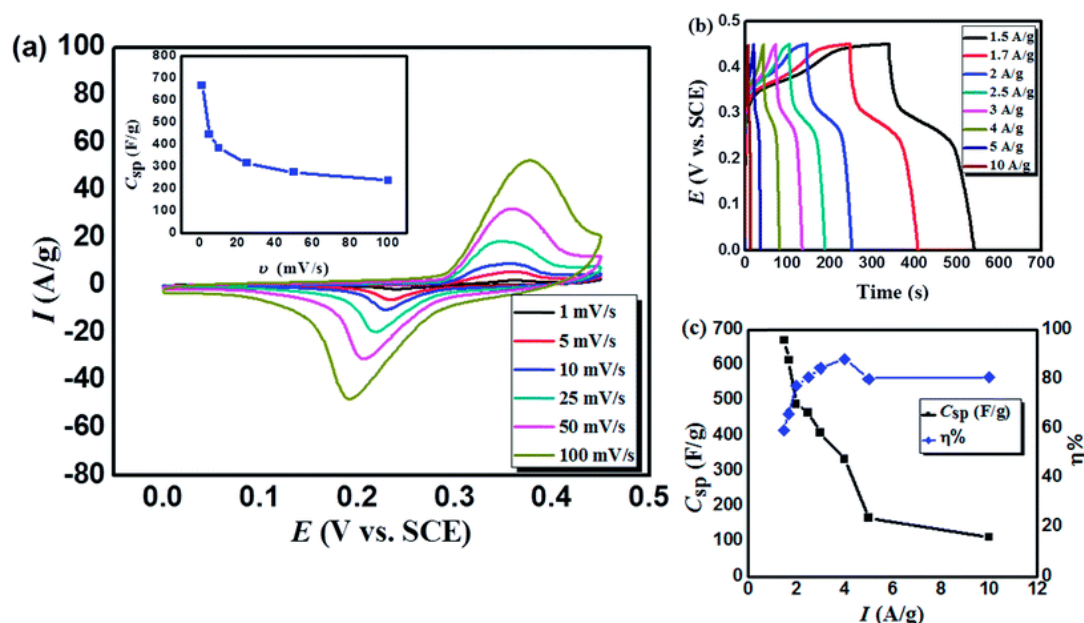 (a)
100
80
60
40
20
0
-20
-40
-60
-80
I (A/g)
0.0 0.1 0.2 0.3 0.4 0.5
E (V vs. SCE)
800
700
600
500
400
300
200
100
0
Csp (F/g)
0 20 40 60 80 100
υ (mV/s)
1 mV/s
5 mV/s
10 mV/s
25 mV/s
50 mV/s
100 mV/s
(b)
0.5
0.4
0.3
0.2
0.1
0.0
E (V vs. SCE)
0 100 200 300 400 500 600 700
Time (s)
1.5 A/g
1.7 A/g
2 A/g
2.5 A/g
3 A/g
4 A/g
5 A/g
10 A/g
(c)
700
600
500
400
300
200
100
0
Csp (F/g)
100
80
60
40
20
0
η%
0 2 4 6 8 10 12
I (A/g)
Csp (F/g)
η%